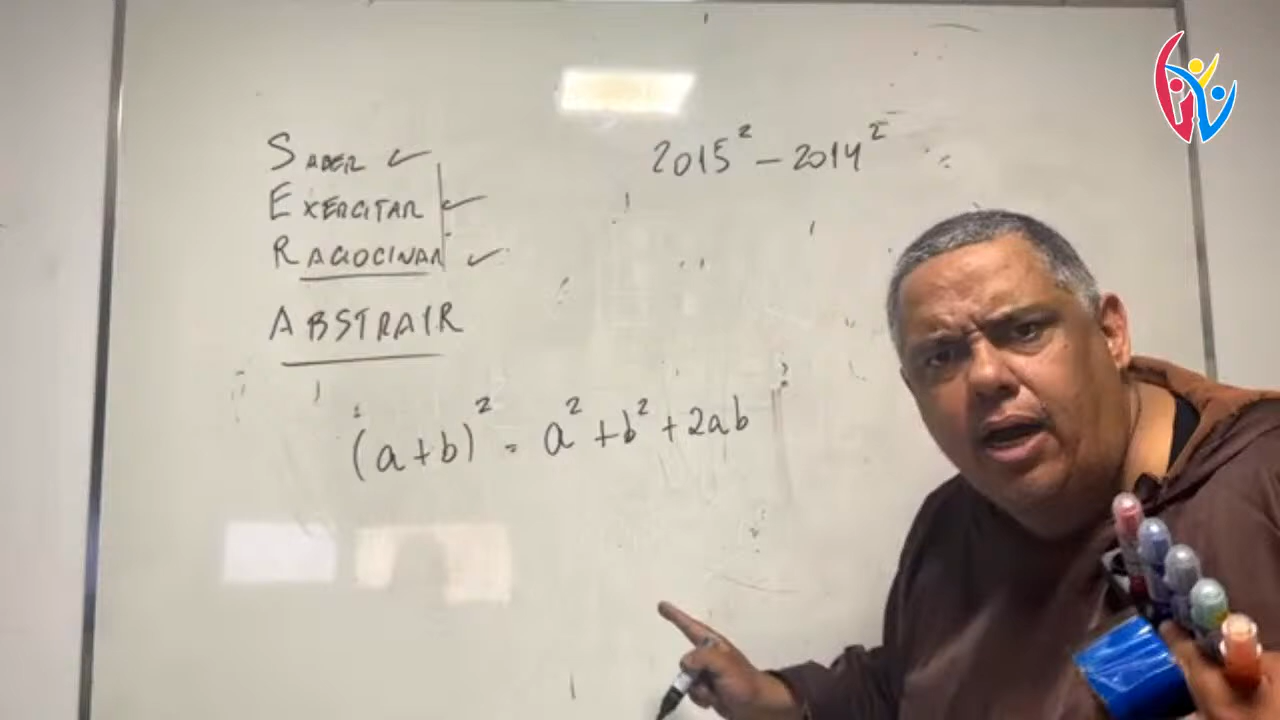 SABER
EXERCITAR
RACIOCINAR
ABSTRAIR
2015² - 2014²
(a+b)² = a² + b² + 2ab